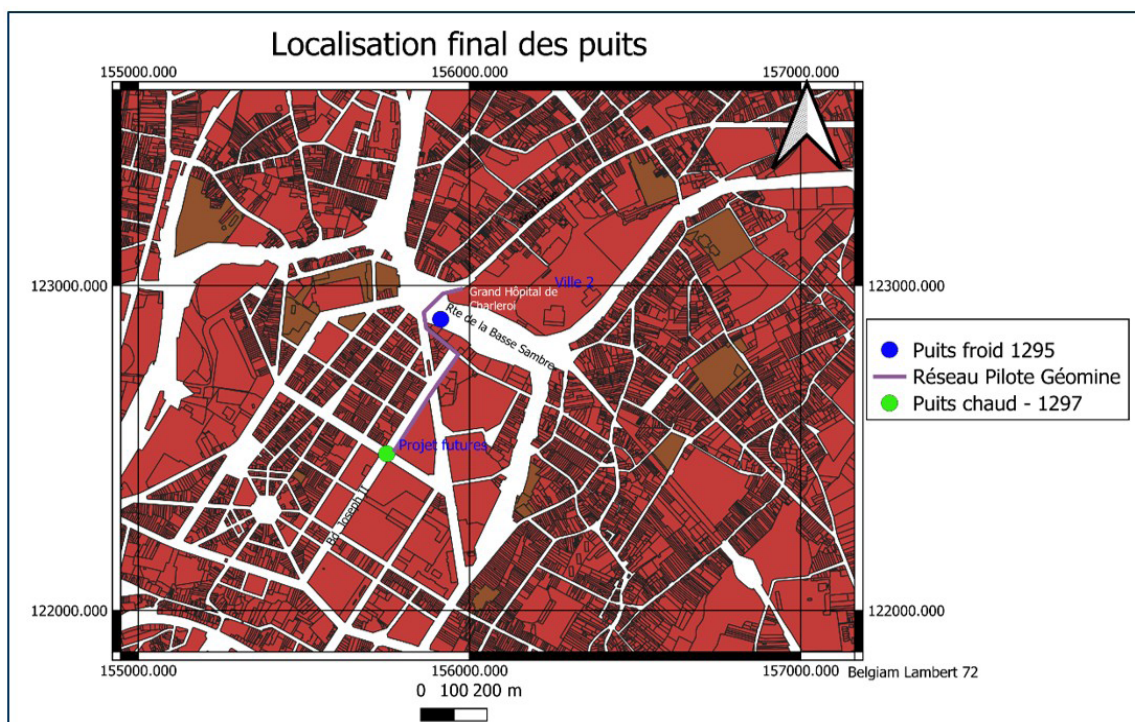 Localisation final des puits
155000.000 156000.000 157000.000
123000.000 123000.000
Ville 2
Grand Hôpital de
Charleroi
Rte de la Basse Sambre
Puits froid 1295
Réseau Pilote Géomine
Puits chaud - 1297
Projet futures
Bd Joseph II
122000.000 122000.000
155000.000 156000.000 157000.000
Belgiam Lambert 72
0 100 200 m